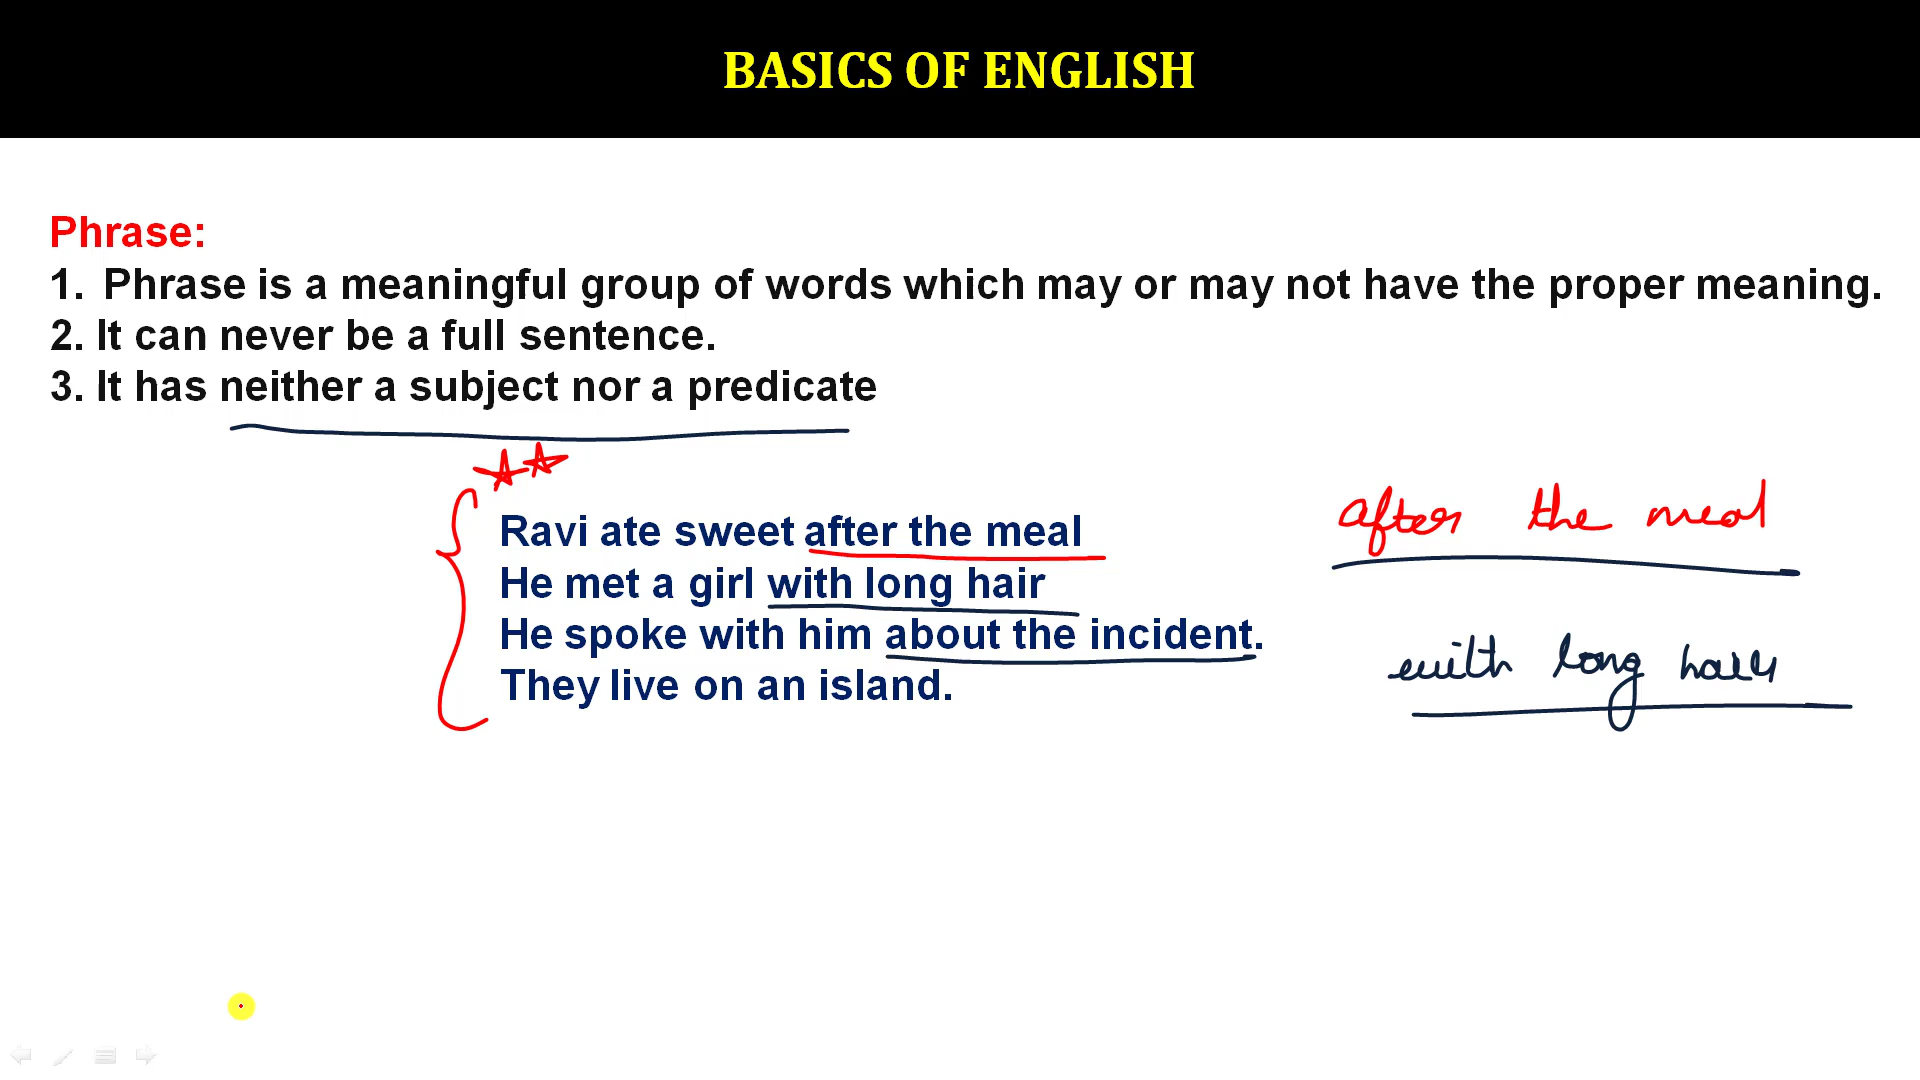 BASICS OF ENGLISH
Phrase:
1. Phrase is a meaningful group of words which may or may not have the proper meaning.
2. It can never be a full sentence.
3. It has neither a subject nor a predicate
Ravi ate sweet after the meal
He met a girl with long hair
He spoke with him about the incident.
They live on an island.
after the meal
with long hair